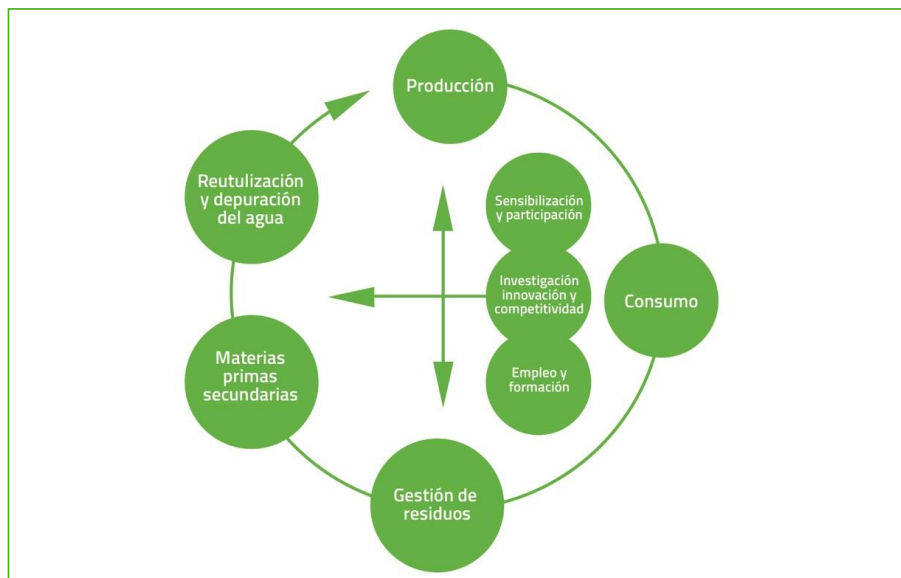 Producción
Reutulización
y depuración
del agua
Sensibilización
y participación
Investigación
innovación y
competitividad
Consumo
Materias
primas
secundarias
Empleo y
formación
Gestión de
residuos